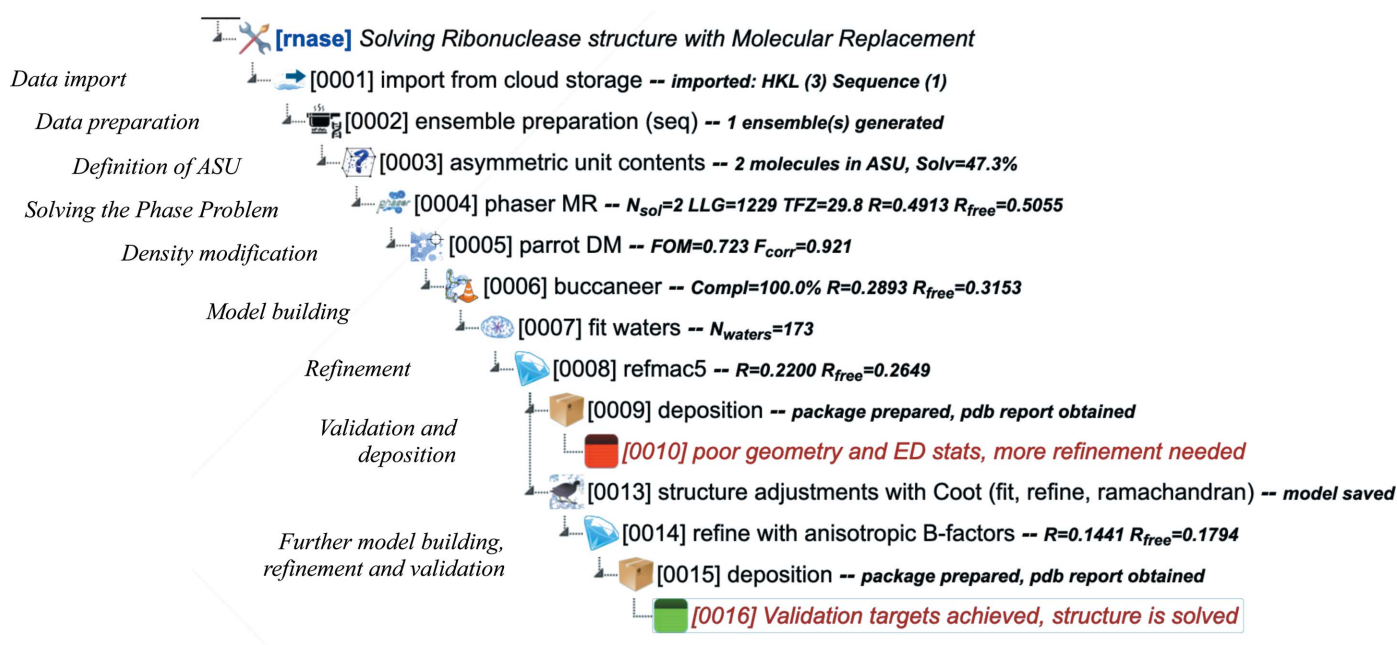 [rnase] Solving Ribonuclease structure with Molecular Replacement
Data import
[0001] import from cloud storage -- imported: HKL (3) Sequence (1)
Data preparation
[0002] ensemble preparation (seq) -- 1 ensemble(s) generated
Definition of ASU
[0003] asymmetric unit contents -- 2 molecules in ASU, Solv=47.3%
Solving the Phase Problem
[0004] phaser MR -- Nsol=2 LLG=1229 TFZ=29.8 R=0.4913 Rfree=0.5055
Density modification
[0005] parrot DM -- FOM=0.723 Fcorr=0.921
Model building
[0006] buccaneer -- Compl=100.0% R=0.2893 Rfree=0.3153
[0007] fit waters -- Nwaters=173
Refinement
[0008] refmac5 -- R=0.2200 Rfree=0.2649
Validation and
deposition
[0009] deposition -- package prepared, pdb report obtained
[0010] poor geometry and ED stats, more refinement needed
[0013] structure adjustments with Coot (fit, refine, ramachandran) -- model saved
Further model building,
refinement and validation
[0014] refine with anisotropic B-factors -- R=0.1441 Rfree=0.1794
[0015] deposition -- package prepared, pdb report obtained
[0016] Validation targets achieved, structure is solved